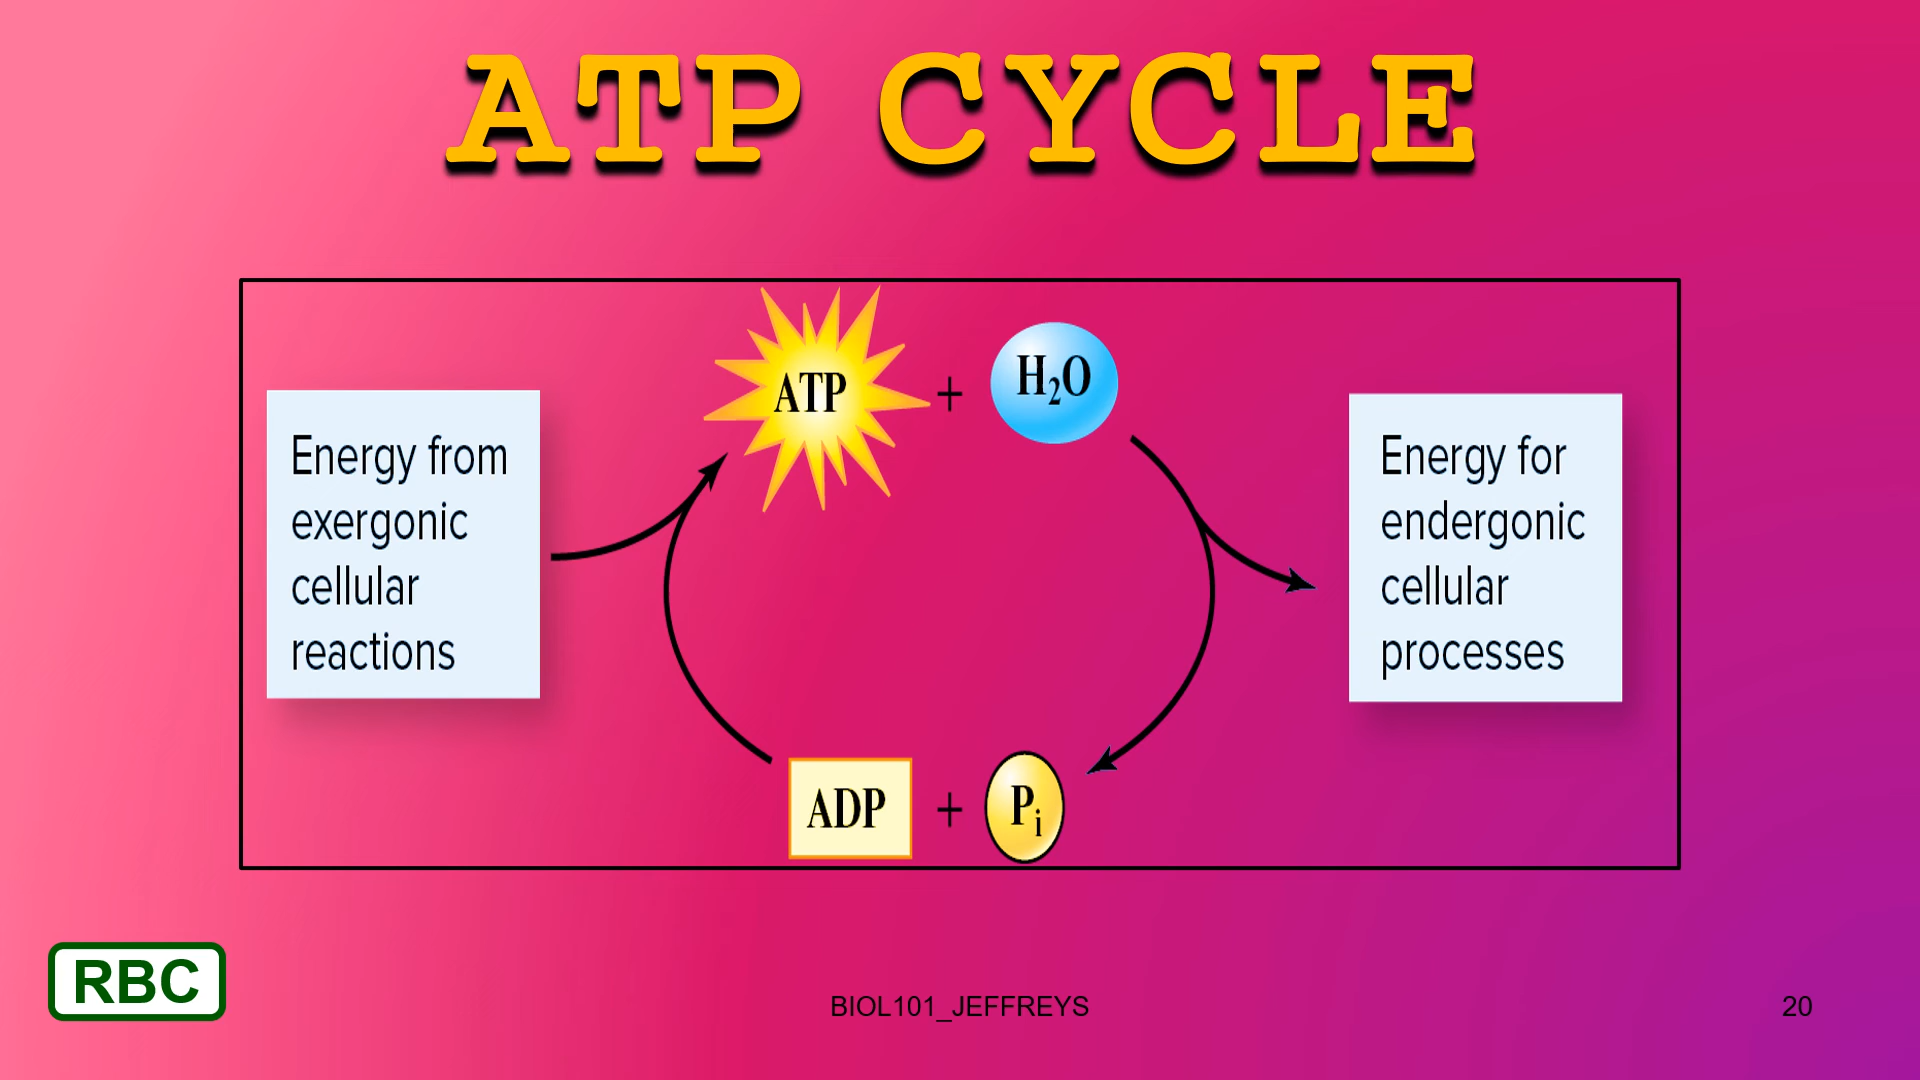 ATP CYCLE
ATP + H₂O
Energy from
exergonic
cellular
reactions
Energy for
endergonic
cellular
processes
ADP + Pᵢ
RBC
BIOL101_JEFFREYS
20